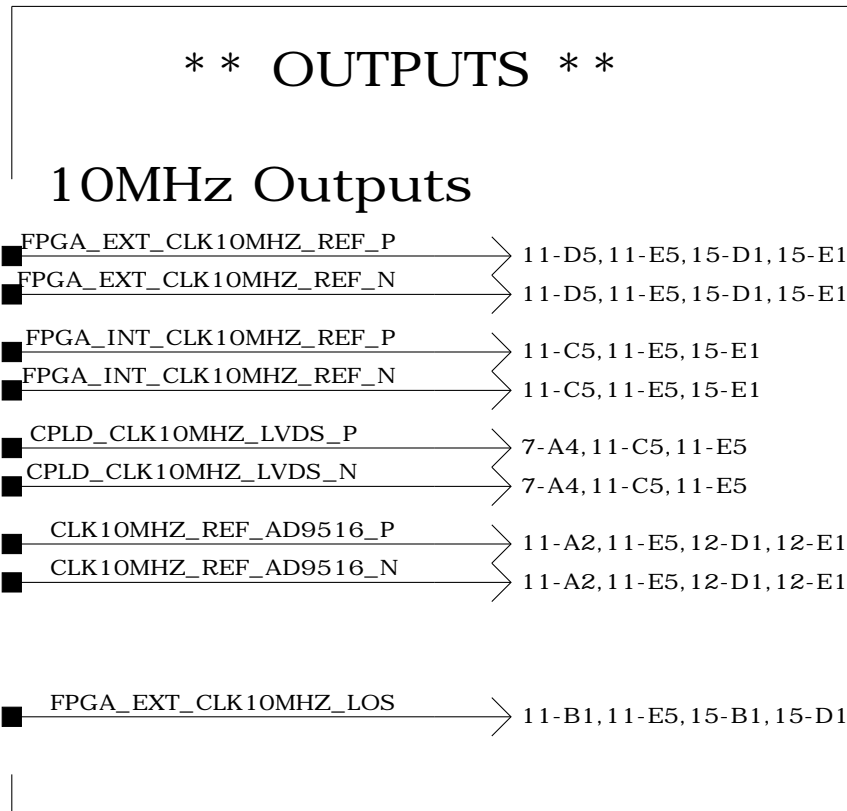 ** OUTPUTS **
10MHz Outputs
FPGA_EXT_CLK10MHZ_REF_P 11-D5,11-E5,15-D1,15-E1
FPGA_EXT_CLK10MHZ_REF_N 11-D5,11-E5,15-D1,15-E1
FPGA_INT_CLK10MHZ_REF_P 11-C5,11-E5,15-E1
FPGA_INT_CLK10MHZ_REF_N 11-C5,11-E5,15-E1
CPLD_CLK10MHZ_LVDS_P 7-A4,11-C5,11-E5
CPLD_CLK10MHZ_LVDS_N 7-A4,11-C5,11-E5
CLK10MHZ_REF_AD9516_P 11-A2,11-E5,12-D1,12-E1
CLK10MHZ_REF_AD9516_N 11-A2,11-E5,12-D1,12-E1
FPGA_EXT_CLK10MHZ_LOS 11-B1,11-E5,15-B1,15-D1